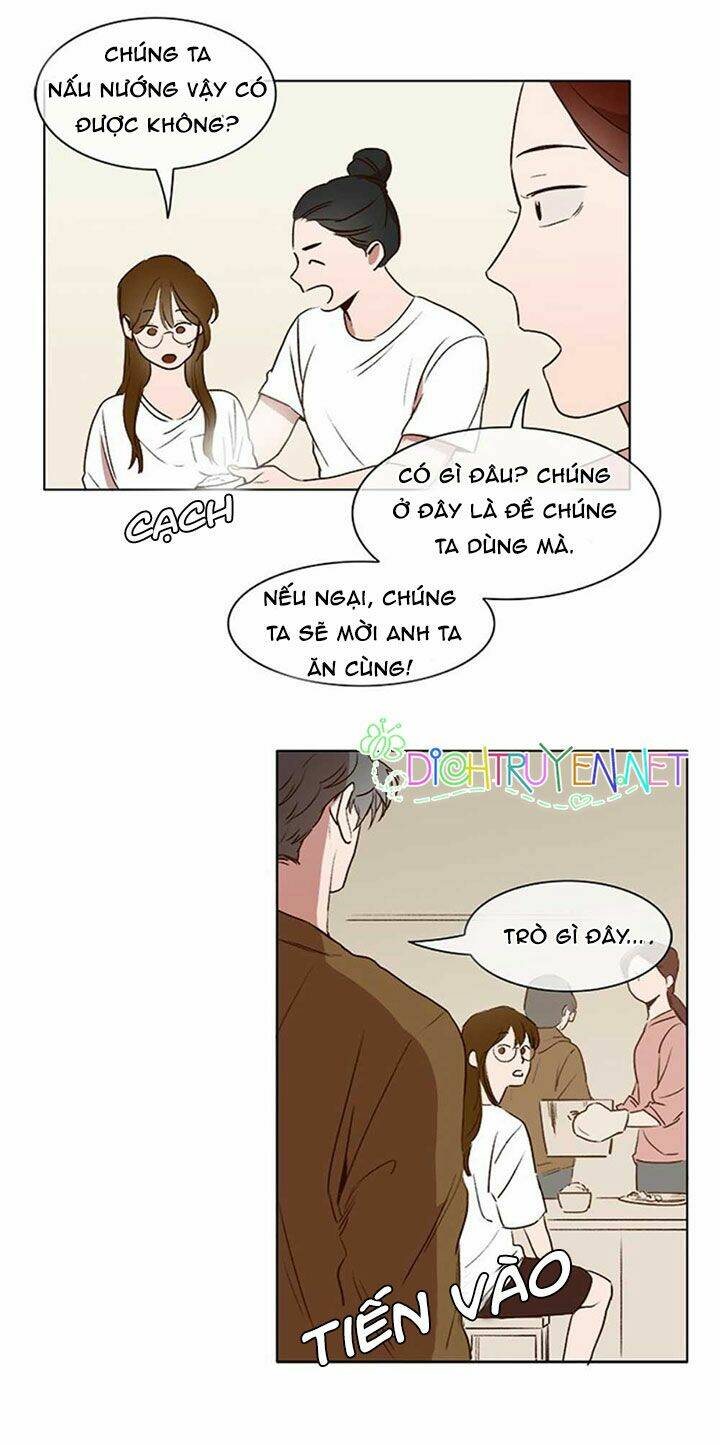 CHÚNG TA
NẤU NƯỚNG VẬY CÓ
ĐƯỢC KHÔNG?
CẠCH
CÓ GÌ ĐÂU? CHÚNG
Ở ĐÂY LÀ ĐỂ CHÚNG
TA DÙNG MÀ.
NẾU NGẠI, CHÚNG
TA SẼ MỜI ANH TA
ĂN CÙNG!
DICHTRUYEN.NET
TRÒ GÌ ĐÂY....
TIẾN VÀO